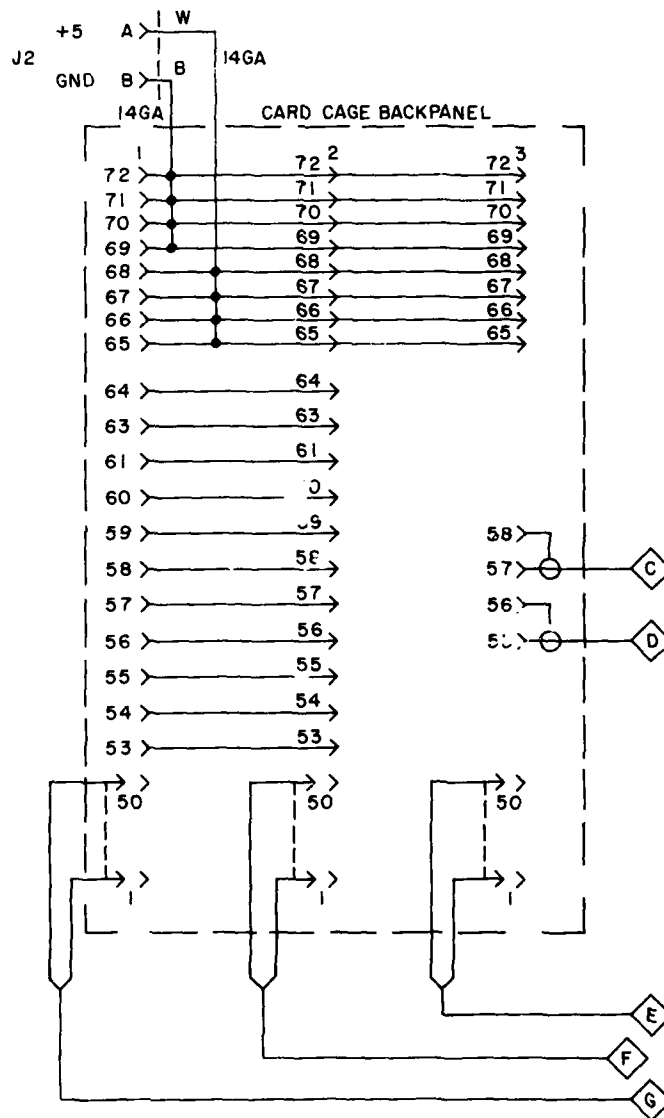 +5 A W
J2 14GA
GND B B
14GA CARD CAGE BACKPANEL
1 2 3
72 72 72
71 71 71
70 70 70
69 69 69
68 68 68
67 67 67
66 66 66
65 65 65
64 64
63 63
61 61
60
59 58
58 58 57 C
57 57 56
56 56 D
55 55
54 54
53 53
50 50 50
1 1 1
E
F
G